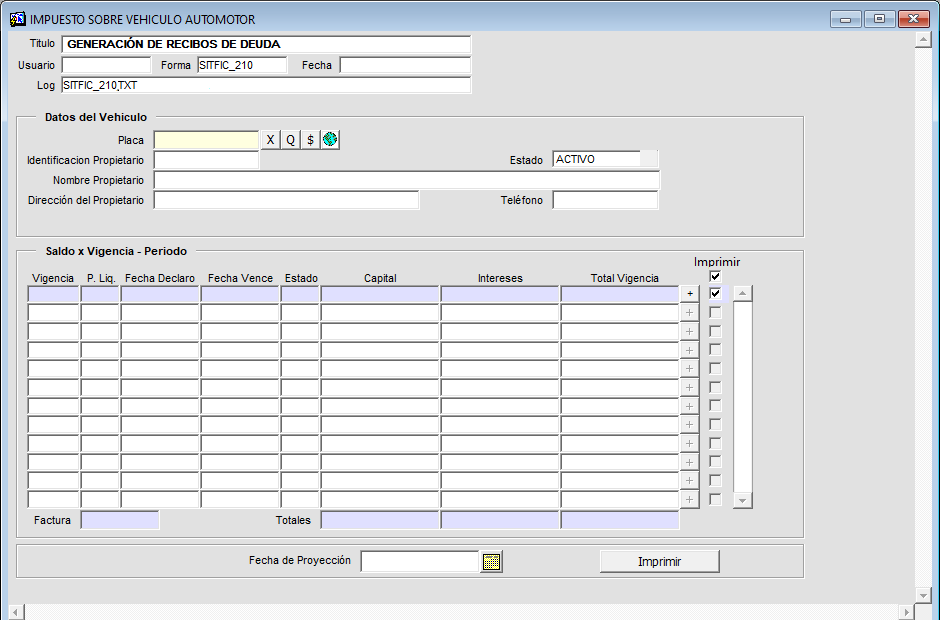 IMPUESTO SOBRE VEHICULO AUTOMOTOR
Titulo GENERACIÓN DE RECIBOS DE DEUDA
Usuario Forma SITFIC_210 Fecha
Log SITFIC_210.TXT
Datos del Vehiculo
Placa X Q $
Identificacion Propietario Estado ACTIVO
Nombre Propietario
Dirección del Propietario Teléfono
Saldo x Vigencia - Periodo
Imprimir
Vigencia P. Liq. Fecha Declaro Fecha Vence Estado Capital Intereses Total Vigencia
+
+
+
+
+
+
+
+
+
+
+
+
Factura Totales
Fecha de Proyección Imprimir